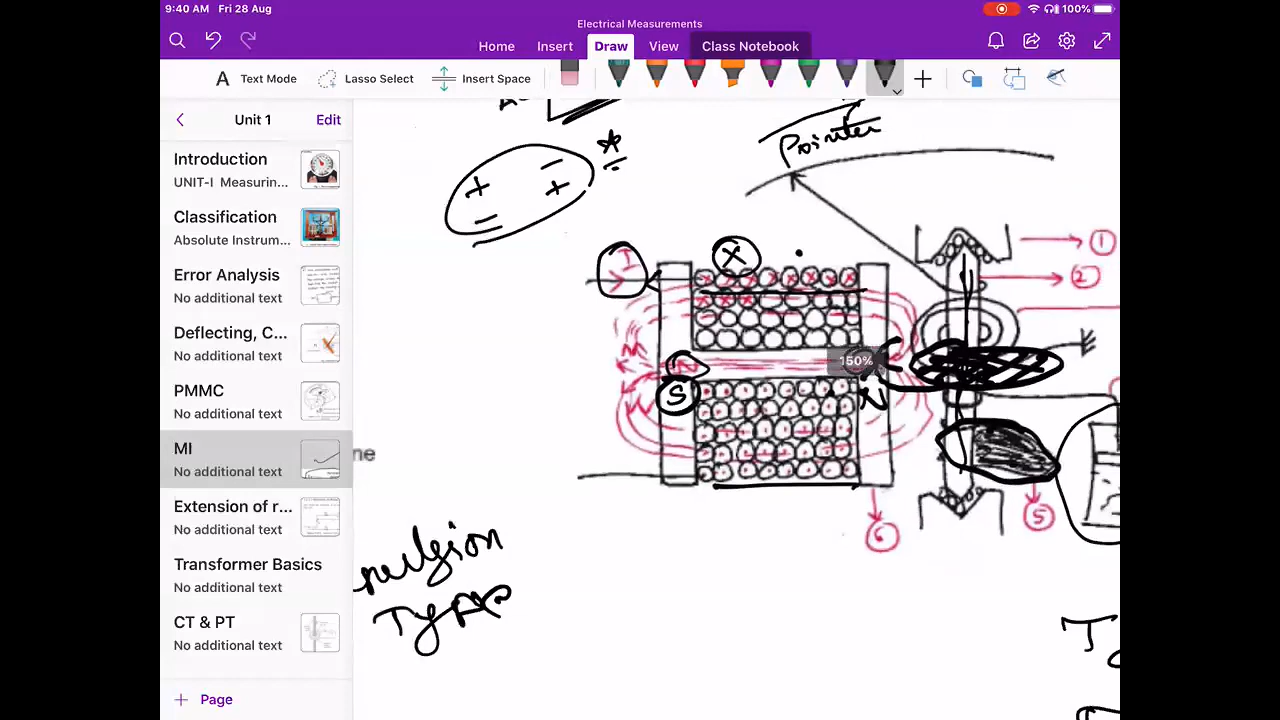 9:40 AM Fri 28 Aug
100%
Electrical Measurements
Home Insert Draw View Class Notebook
A Text Mode Lasso Select Insert Space
Unit 1 Edit
Introduction
UNIT-I Measurin...
Classification
Absolute Instrum...
Error Analysis
No additional text
Deflecting, C...
No additional text
PMMC
No additional text
MI
No additional text
Extension of r...
No additional text
Transformer Basics
No additional text
CT & PT
No additional text
+ Page
Pointer
+ −
− +
I
X
1
2
150%
N
S
N
ne
5
6
Type
T